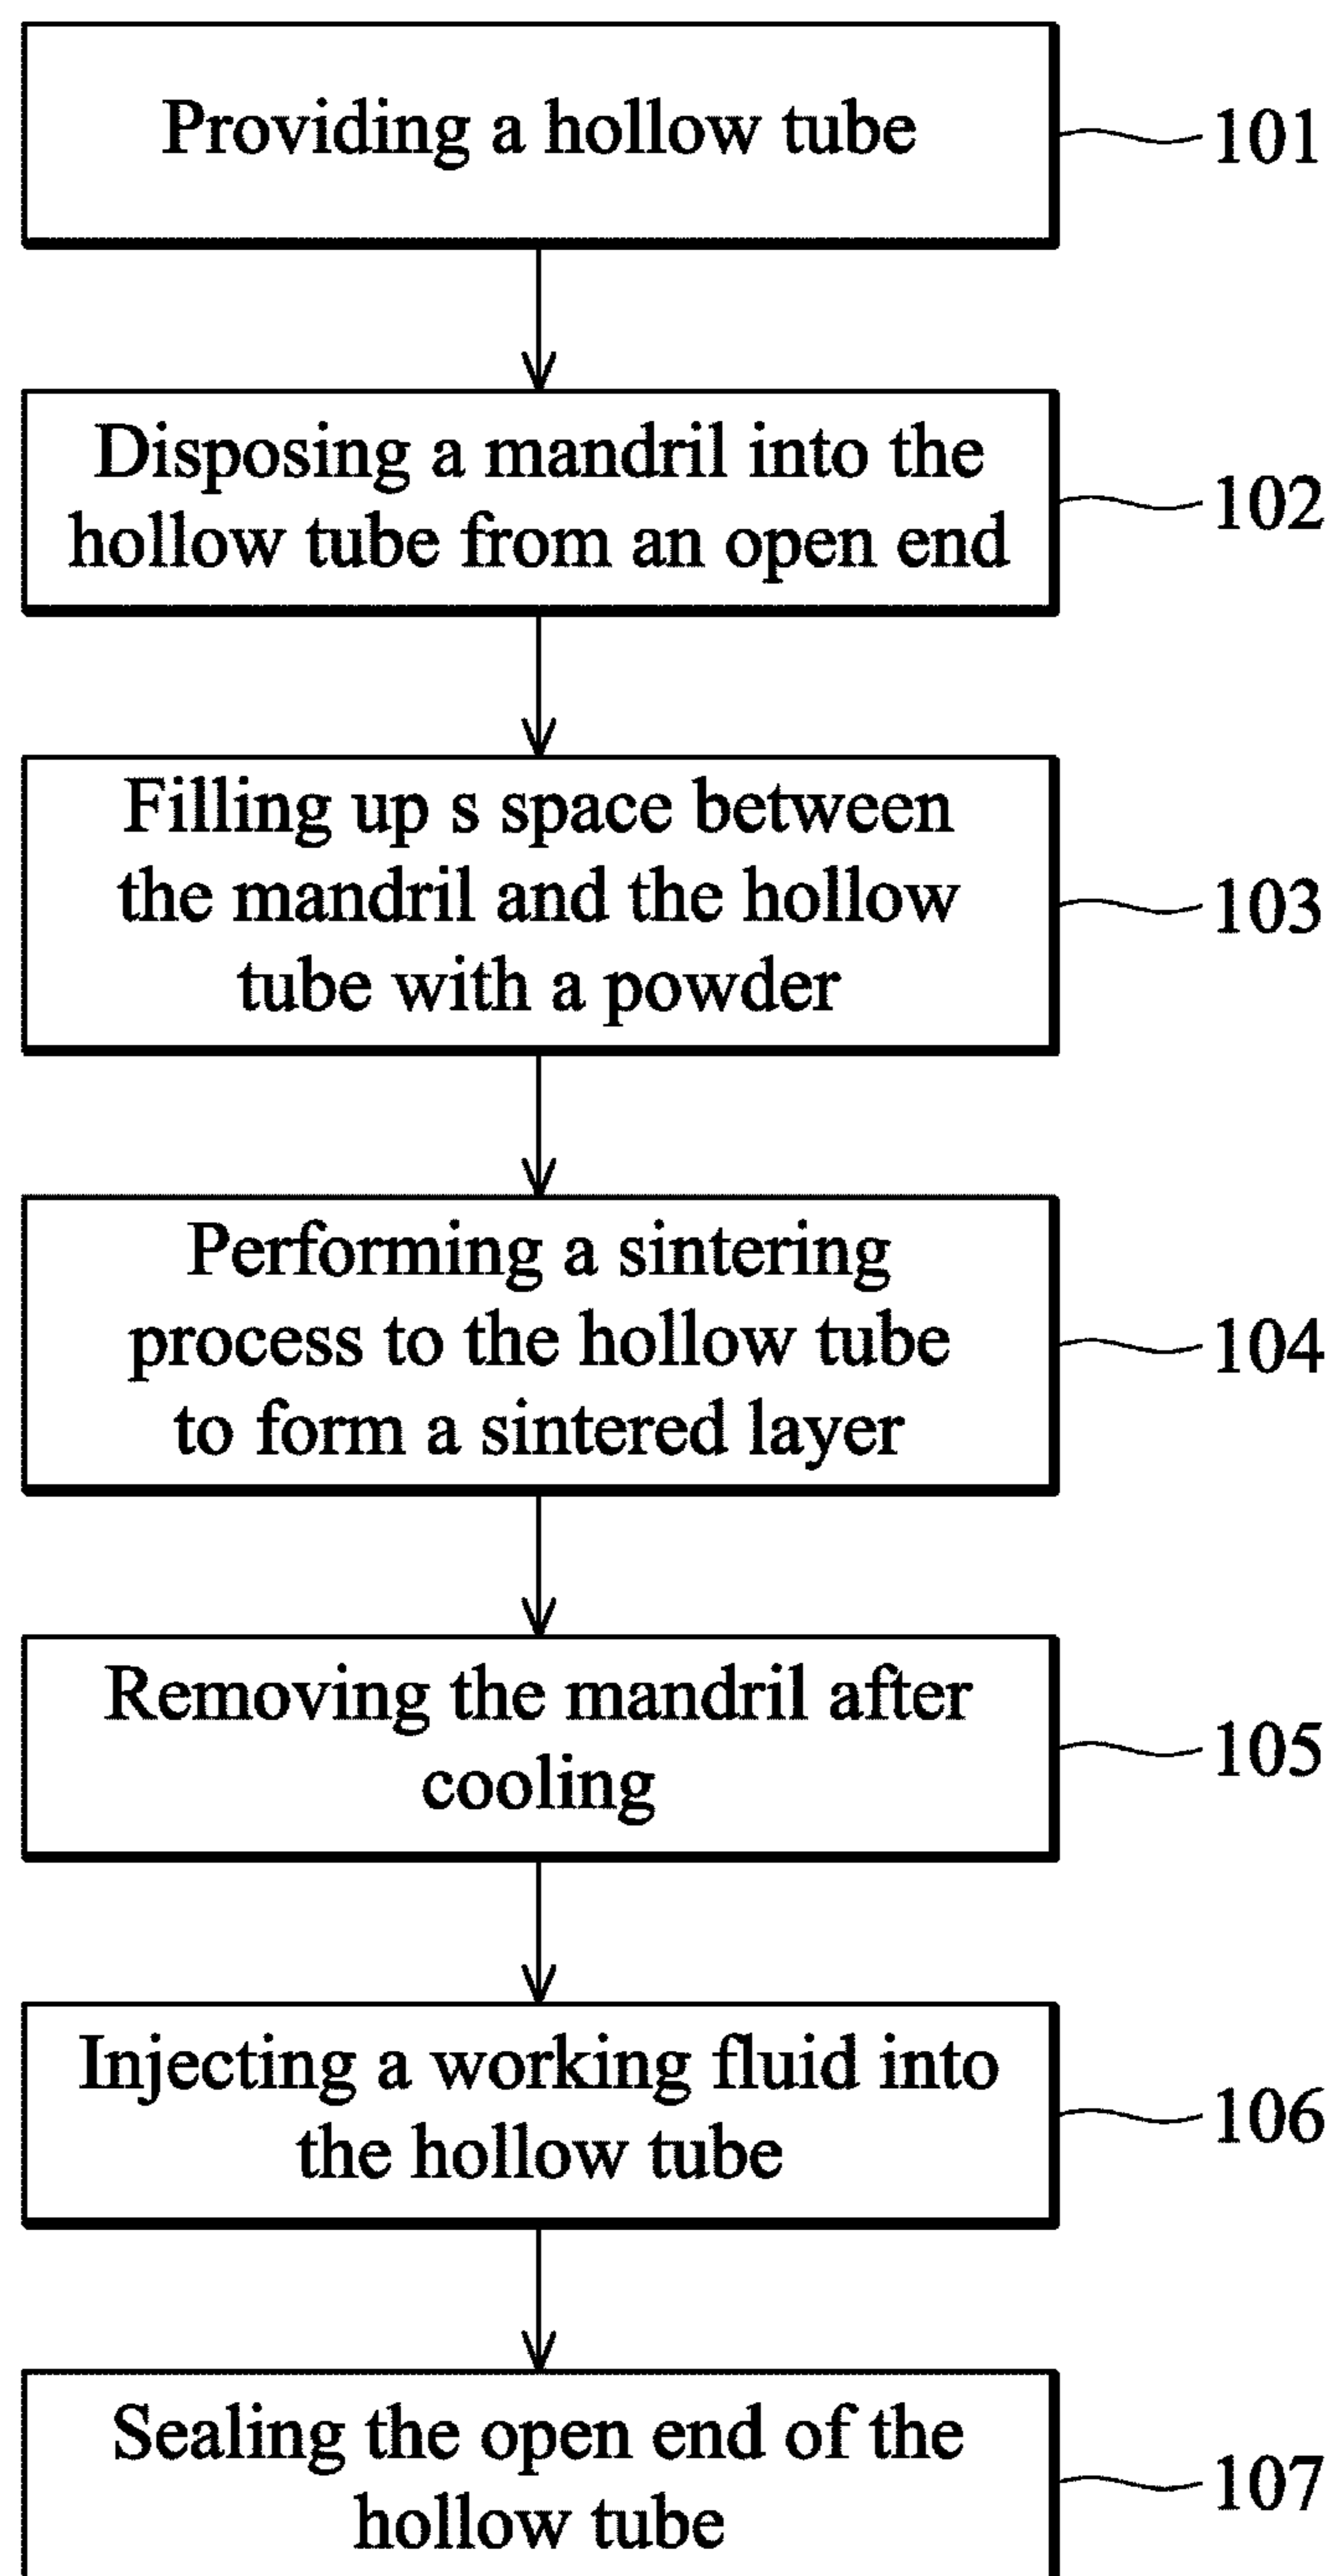 Providing a hollow tube
101
Disposing a mandril into the
hollow tube from an open end
102
Filling up s space between
the mandril and the hollow
tube with a powder
103
Performing a sintering
process to the hollow tube
to form a sintered layer
104
Removing the mandril after
cooling
105
Injecting a working fluid into
the hollow tube
106
Sealing the open end of the
hollow tube
107